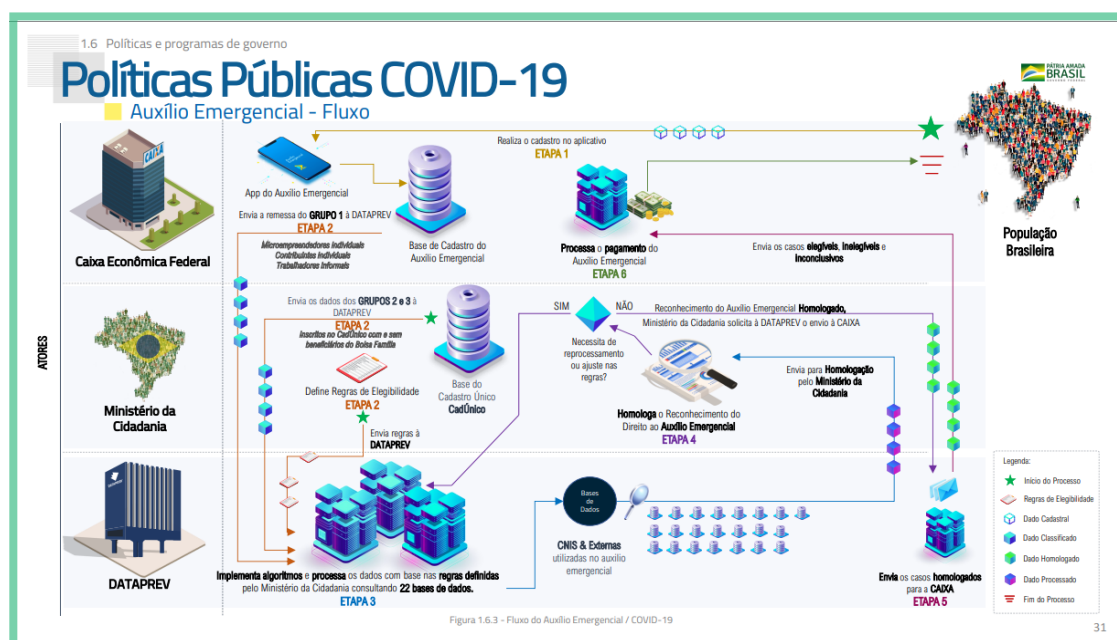 1.6 Políticas e programas de governo
Políticas Públicas COVID-19
Auxílio Emergencial - Fluxo
PÁTRIA AMADA
BRASIL
Realiza o cadastro no aplicativo
ETAPA 1
CAIXA
App do Auxílio Emergencial
Envia a remessa do GRUPO 1 à DATAPREV
ETAPA 2
Microempreendedores Individuais
Contribuintes Individuais
Trabalhadores Informais
Base de Cadastro do
Auxílio Emergencial
Processa o pagamento do
Auxílio Emergencial
ETAPA 6
Envia os casos elegíveis, inelegíveis e
inconclusivos
População
Brasileira
Caixa Econômica Federal
ATORES
Envia os dados dos GRUPOS 2 e 3 à
DATAPREV
ETAPA 2
Inscritos no CadÚnico com e sem
beneficiários do Bolsa Família
Define Regras de Elegibilidade
ETAPA 2
Envia regras à
DATAPREV
Base do
Cadastro Único
CadÚnico
SIM
NÃO
Necessita de
reprocessamento
ou ajuste nas
regras?
Reconhecimento do Auxílio Emergencial Homologado,
Ministério da Cidadania solicita à DATAPREV o envio à CAIXA
Homologa o Reconhecimento do
Direito ao Auxílio Emergencial
ETAPA 4
Envia para Homologação
pelo Ministério da
Cidadania
Ministério da
Cidadania
DATAPREV
Implementa algoritmos e processa os dados com base nas regras definidas
pelo Ministério da Cidadania consultando 22 bases de dados.
ETAPA 3
Bases
de
Dados
CNIS & Externas
utilizadas no auxilio
emergencial
Envia os casos homologados
para a CAIXA
ETAPA 5
Legenda:
Início do Processo
Regras de Elegibilidade
Dado Cadastral
Dado Classificado
Dado Homologado
Dado Processado
Fim do Processo
Figura 1.6.3 - Fluxo do Auxílio Emergencial / COVID-19
31